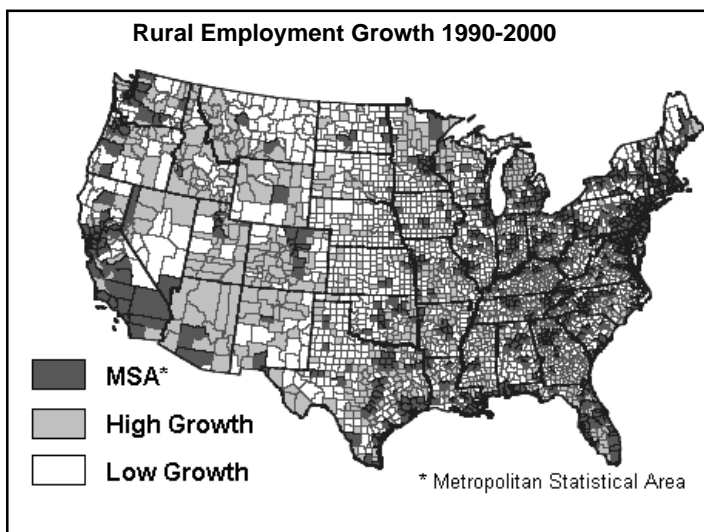 Rural Employment Growth 1990-2000
MSA*
High Growth
Low Growth
* Metropolitan Statistical Area